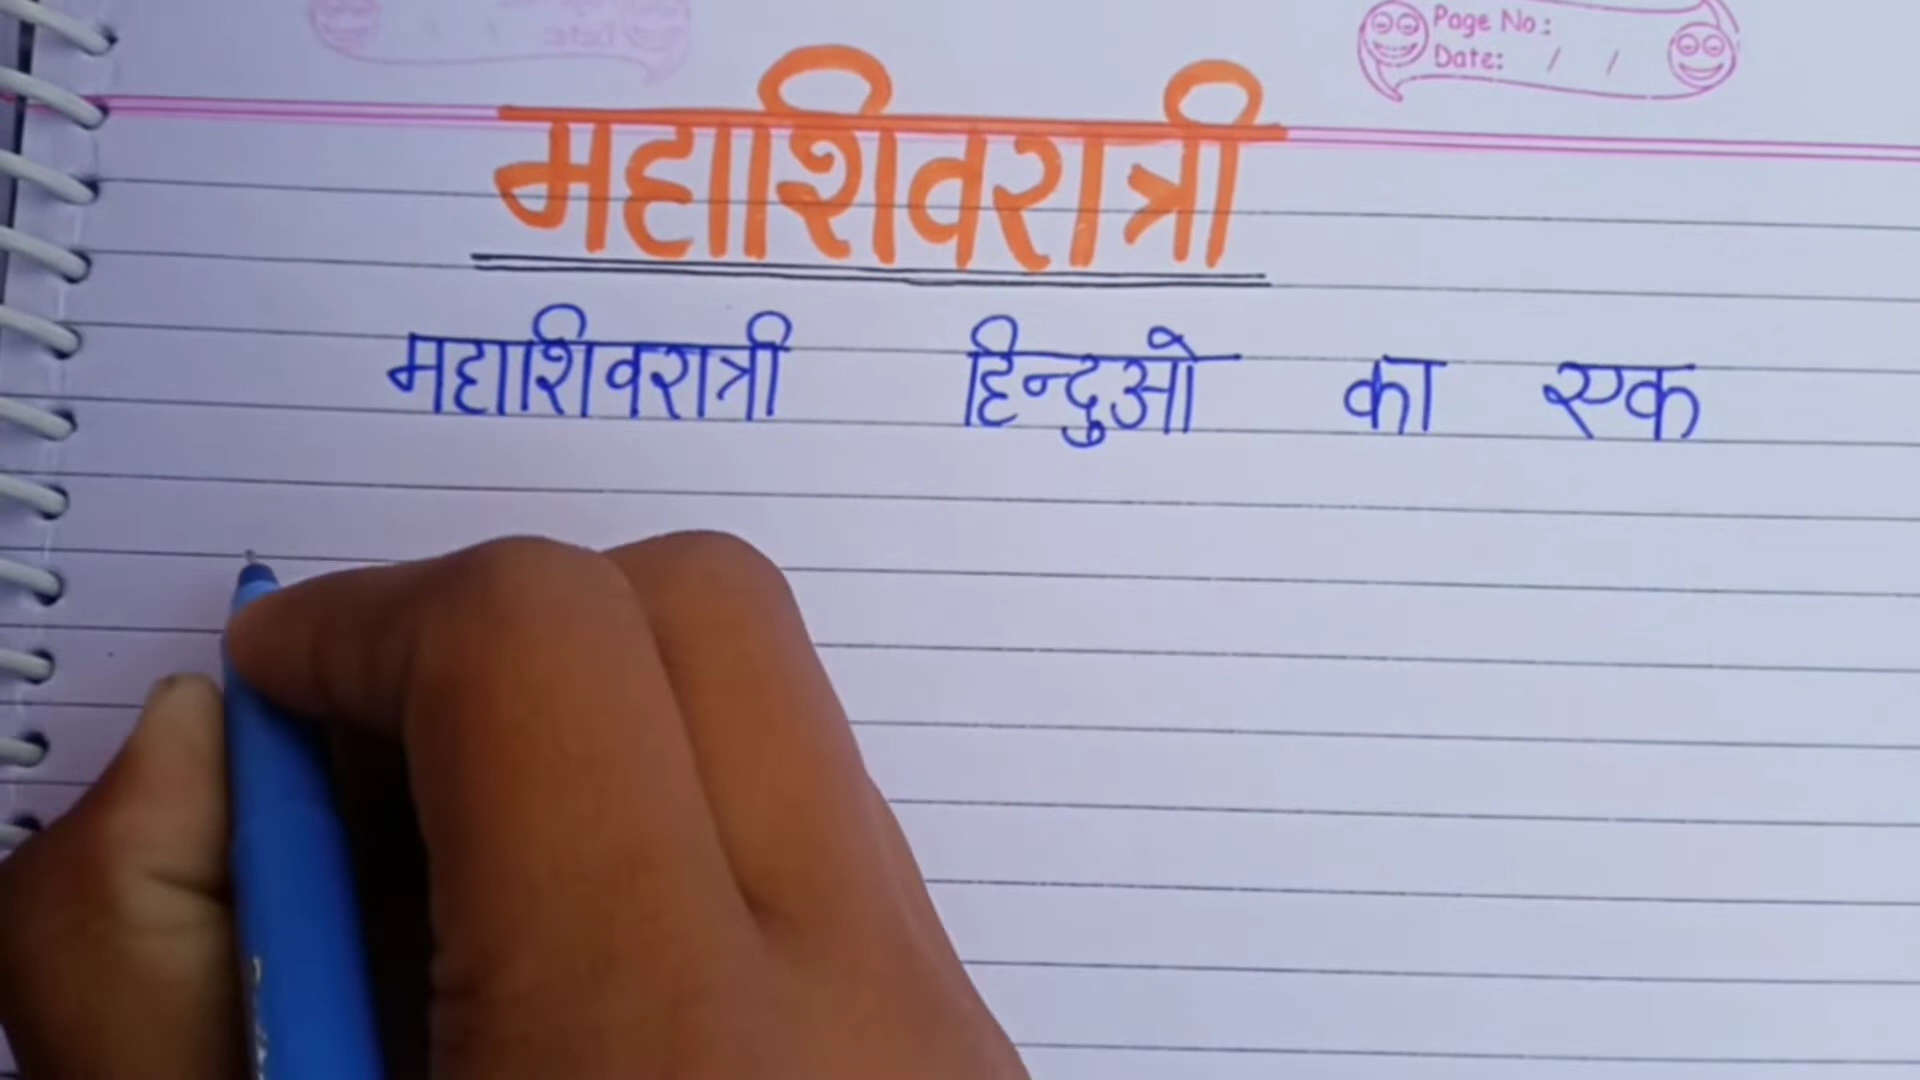 Page No:
Date: / /
महाशिवरात्री
महाशिवरात्री हिन्दुओ का एक